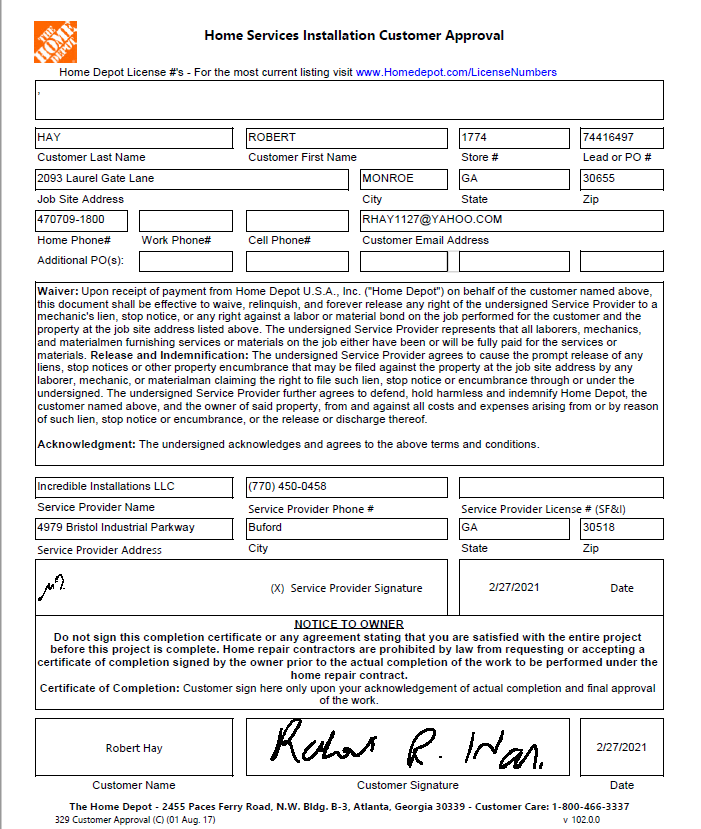 THE HOME DEPOT
Home Services Installation Customer Approval
Home Depot License #'s - For the most current listing visit www.Homedepot.com/LicenseNumbers
,
HAY ROBERT 1774 74416497
Customer Last Name Customer First Name Store # Lead or PO #
2093 Laurel Gate Lane MONROE GA 30655
Job Site Address City State Zip
470709-1800 RHAY1127@YAHOO.COM
Home Phone# Work Phone# Cell Phone# Customer Email Address
Additional PO(s):
Waiver: Upon receipt of payment from Home Depot U.S.A., Inc. ("Home Depot") on behalf of the customer named above,
this document shall be effective to waive, relinquish, and forever release any right of the undersigned Service Provider to a
mechanic's lien, stop notice, or any right against a labor or material bond on the job performed for the customer and the
property at the job site address listed above. The undersigned Service Provider represents that all laborers, mechanics,
and materialmen furnishing services or materials on the job either have been or will be fully paid for the services or
materials. Release and Indemnification: The undersigned Service Provider agrees to cause the prompt release of any
liens, stop notices or other property encumbrance that may be filed against the property at the job site address by any
laborer, mechanic, or materialman claiming the right to file such lien, stop notice or encumbrance through or under the
undersigned. The undersigned Service Provider further agrees to defend, hold harmless and indemnify Home Depot, the
customer named above, and the owner of said property, from and against all costs and expenses arising from or by reason
of such lien, stop notice or encumbrance, or the release or discharge thereof.
Acknowledgment: The undersigned acknowledges and agrees to the above terms and conditions.
Incredible Installations LLC (770) 450-0458
Service Provider Name Service Provider Phone # Service Provider License # (SF&I)
4979 Bristol Industrial Parkway Buford GA 30518
Service Provider Address City State Zip
(X) Service Provider Signature 2/27/2021 Date
NOTICE TO OWNER
Do not sign this completion certificate or any agreement stating that you are satisfied with the entire project
before this project is complete. Home repair contractors are prohibited by law from requesting or accepting a
certificate of completion signed by the owner prior to the actual completion of the work to be performed under the
home repair contract.
Certificate of Completion: Customer sign here only upon your acknowledgement of actual completion and final approval
of the work.
Robert Hay Robert R. Hay 2/27/2021
Customer Name Customer Signature Date
The Home Depot - 2455 Paces Ferry Road, N.W. Bldg. B-3, Atlanta, Georgia 30339 - Customer Care: 1-800-466-3337
329 Customer Approval (C) (01 Aug. 17) v 102.0.0